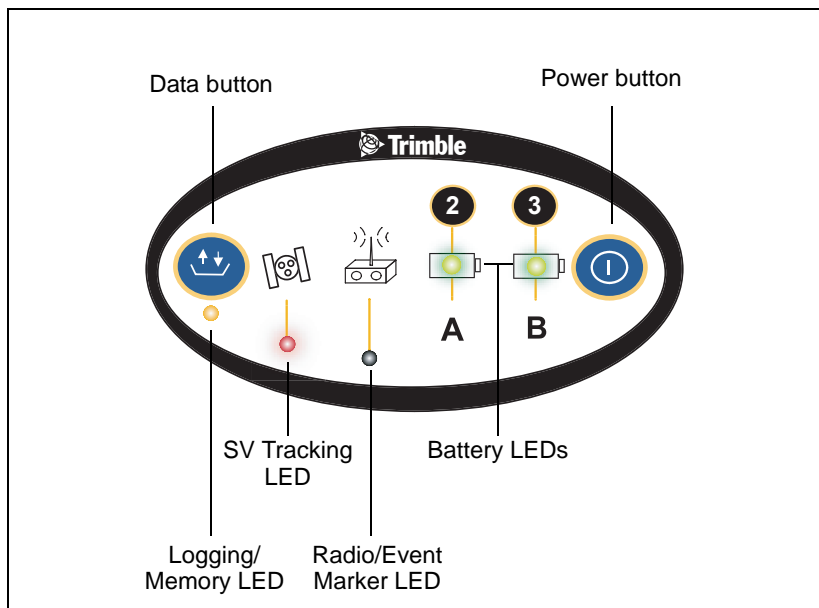 Data button
Power button
Trimble
2
3
A
B
SV Tracking
LED
Battery LEDs
Logging/
Memory LED
Radio/Event
Marker LED